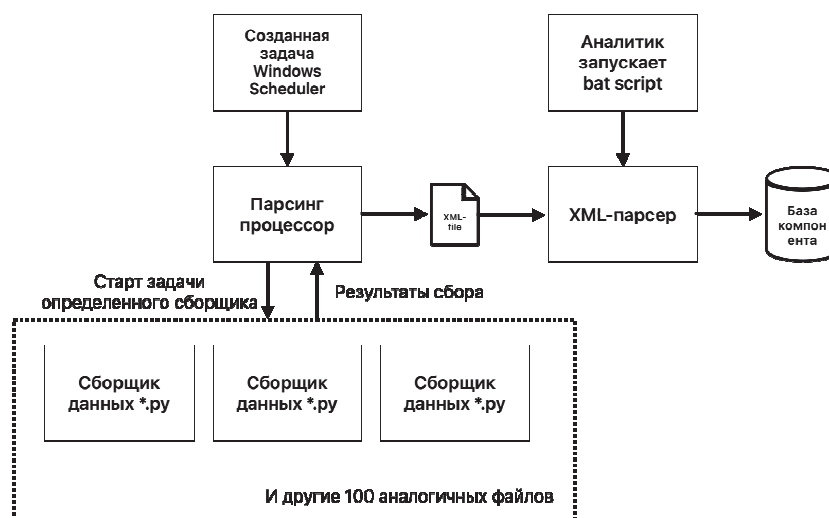 Созданная
задача
Windows
Scheduler
Аналитик
запускает
bat script
Парсинг
процессор
XML-
file
XML-парсер
База
компон
ента
Старт задачи
определенного сборщика
Результаты сбора
Сборщик
данных *.py
Сборщик
данных *.py
Сборщик
данных *.py
И другие 100 аналогичных файлов